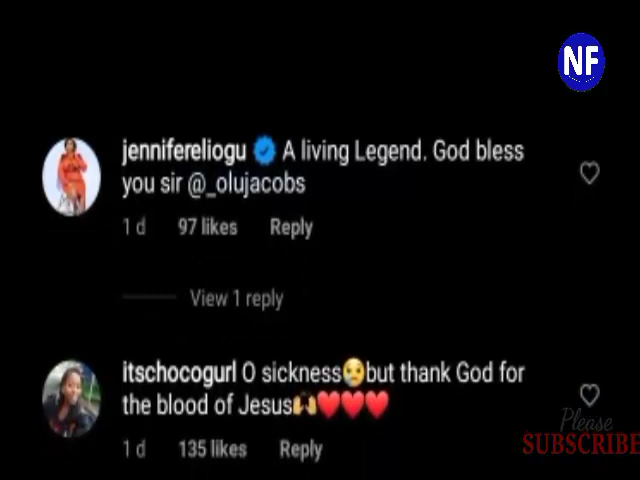 NF
jennifereliogu A living Legend. God bless
you sir @_olujacobs
1 d 97 likes Reply
View 1 reply
itschocogurl O sickness😢but thank God for
the blood of Jesus🙌❤️❤️❤️
1 d 135 likes Reply
Please
SUBSCRIBE